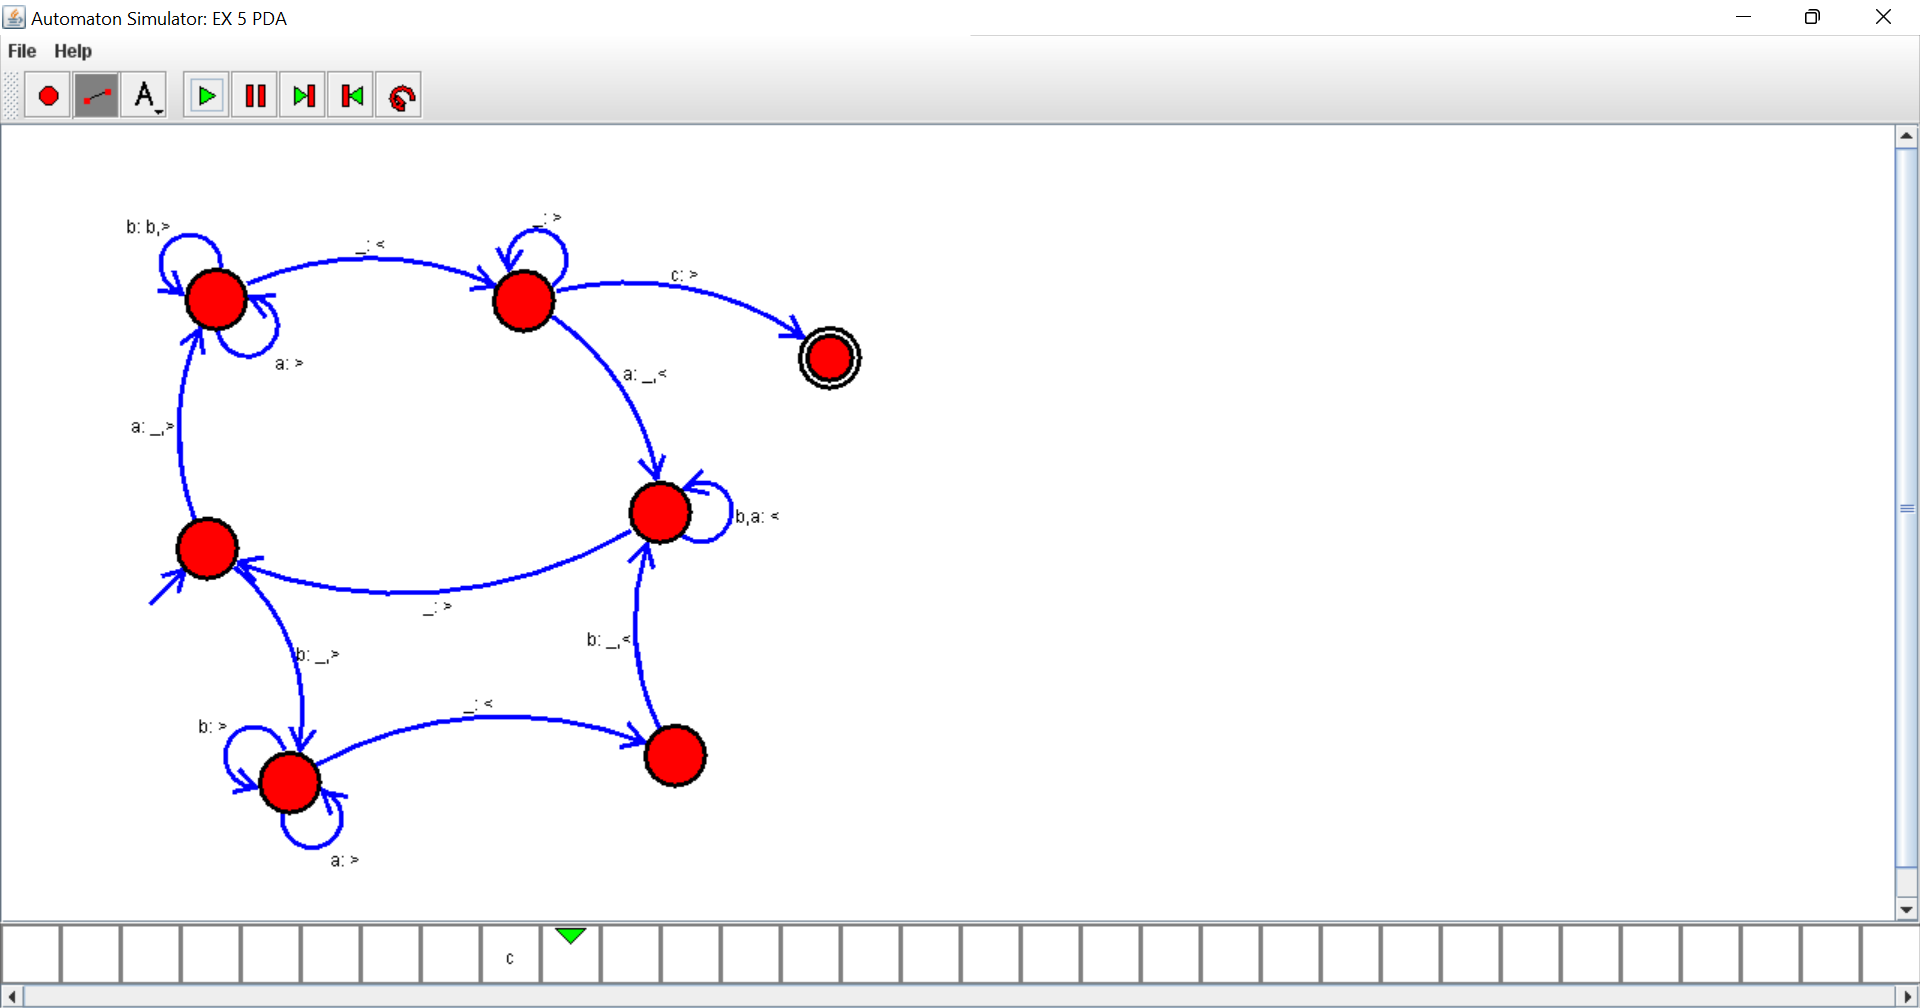 Automaton Simulator: EX 5 PDA
File Help
A
_: >
b: b,>
_: <
c: >
a: >
a: _,<
a: _,>
b,a: <
_: >
b: _,<
b: _,>
_: <
b: >
a: >
c